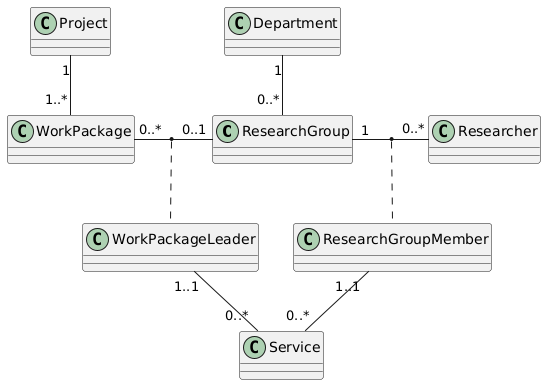 C Project
C Department
1
1
1..*
0..*
C WorkPackage
0..*
0..1
C ResearchGroup
1
0..*
C Researcher
C WorkPackageLeader
C ResearchGroupMember
1..1
1..1
0..*
0..*
C Service